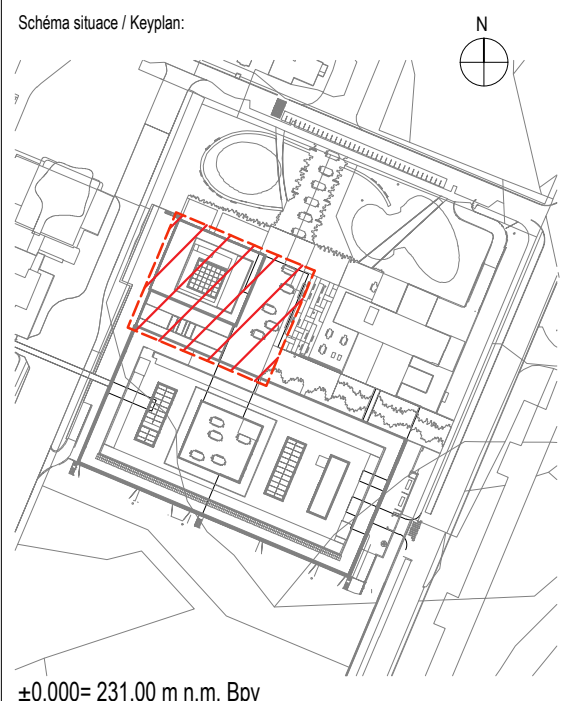 Schéma situace / Keyplan:
N
±0,000= 231,00 m n.m. Bpv